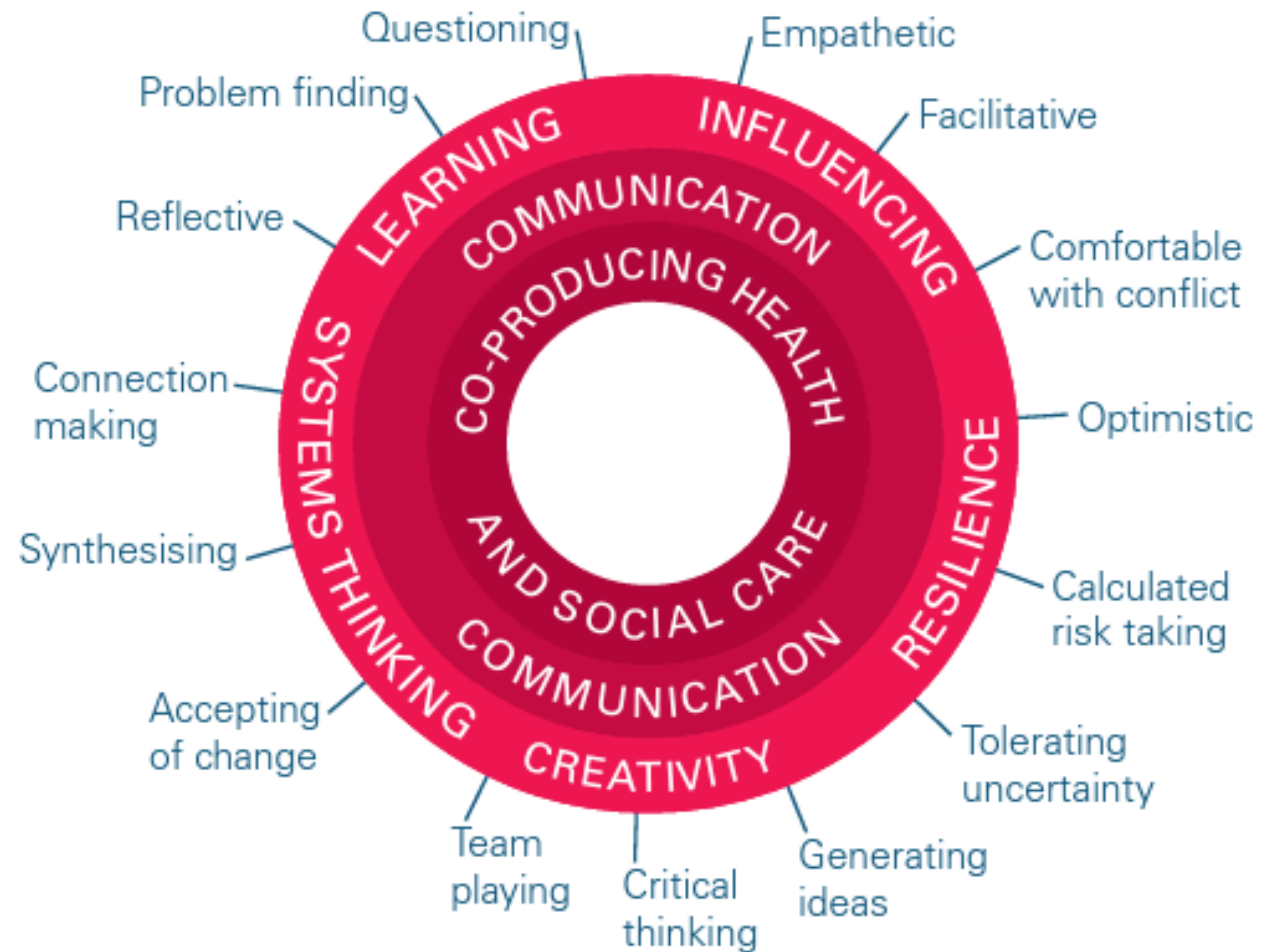 Questioning
Empathetic
Problem finding
Facilitative
Reflective
Comfortable
with conflict
Connection
making
Optimistic
Synthesising
Calculated
risk taking
Accepting
of change
Tolerating
uncertainty
Team
playing
Critical
thinking
Generating
ideas
LEARNING
INFLUENCING
RESILIENCE
CREATIVITY
SYSTEMS THINKING
COMMUNICATION
COMMUNICATION
CO-PRODUCING HEALTH
AND SOCIAL CARE